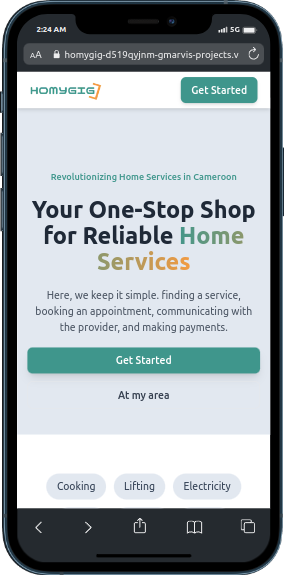 2:24 AM
5G
AA
homygig-d519qyjnm-gmarvis-projects.v
HOMYGIG
Get Started
Revolutionizing Home Services in Cameroon
Your One-Stop Shop
for Reliable Home
Services
Here, we keep it simple. finding a service,
booking an appointment, communicating with
the provider, and making payments.
Get Started
At my area
Cooking
Lifting
Electricity